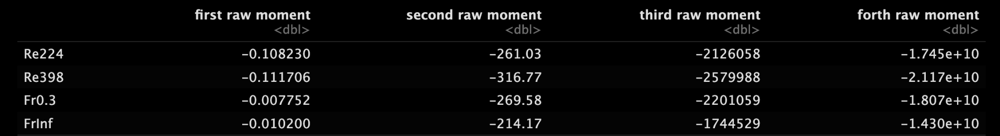 first raw moment second raw moment third raw moment forth raw moment
<dbl> <dbl> <dbl> <dbl>
Re224 -0.108230 -261.03 -2126058 -1.745e+10
Re398 -0.111706 -316.77 -2579988 -2.117e+10
Fr0.3 -0.007752 -269.58 -2201059 -1.807e+10
FrInf -0.010200 -214.17 -1744529 -1.430e+10